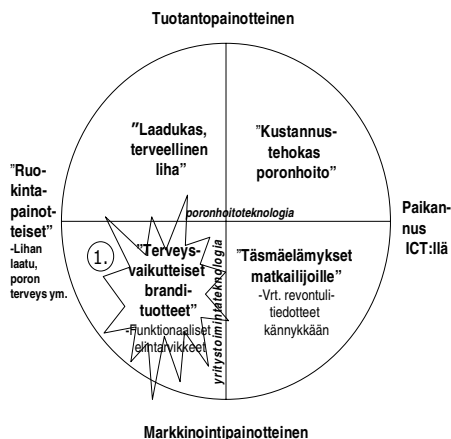 Tuotantopainotteinen
"Laadukas,
terveellinen
liha"
"Kustannus-
tehokas
poronhoito"
"Ruo-
kinta-
painot-
teiset"
-Lihan
laatu,
poron
terveys ym.
poronhoitoteknologia
Paikan-
nus
ICT:llä
1.
"Terveys-
vaikutteiset
brandi-
tuotteet"
-Funktionaaliset
elintarvikkeet
yritystoimintateknologia
"Täsmäelämykset
matkailijoille"
-Vrt. revontuli-
tiedotteet
kännykkään
Markkinointipainotteinen